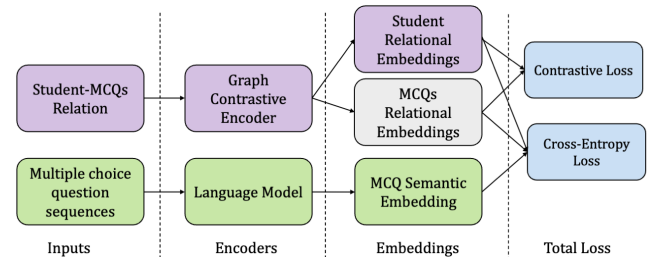 Student-MCQs
Relation
Multiple choice
question
sequences
Inputs
Graph
Contrastive
Encoder
Language Model
Encoders
Student
Relational
Embeddings
MCQs
Relational
Embeddings
MCQ Semantic
Embedding
Embeddings
Contrastive Loss
Cross-Entropy
Loss
Total Loss